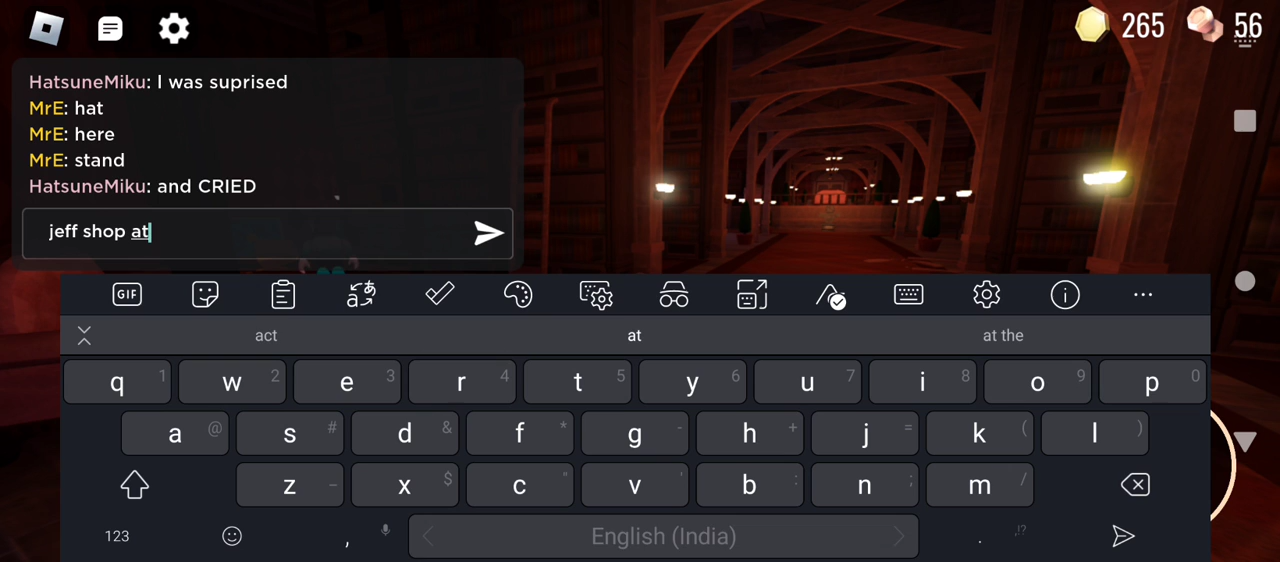 265
56
HatsuneMiku: I was suprised
MrE: hat
MrE: here
MrE: stand
HatsuneMiku: and CRIED
jeff shop at
GIF
act at at the
q 1 w 2 e 3 r 4 t 5 y 6 u 7 i 8 o 9 p 0
a @ s # d & f * g - h + j = k ( l )
z _ x $ c " v ' b : n ; m /
123 , English (India) . ,!?